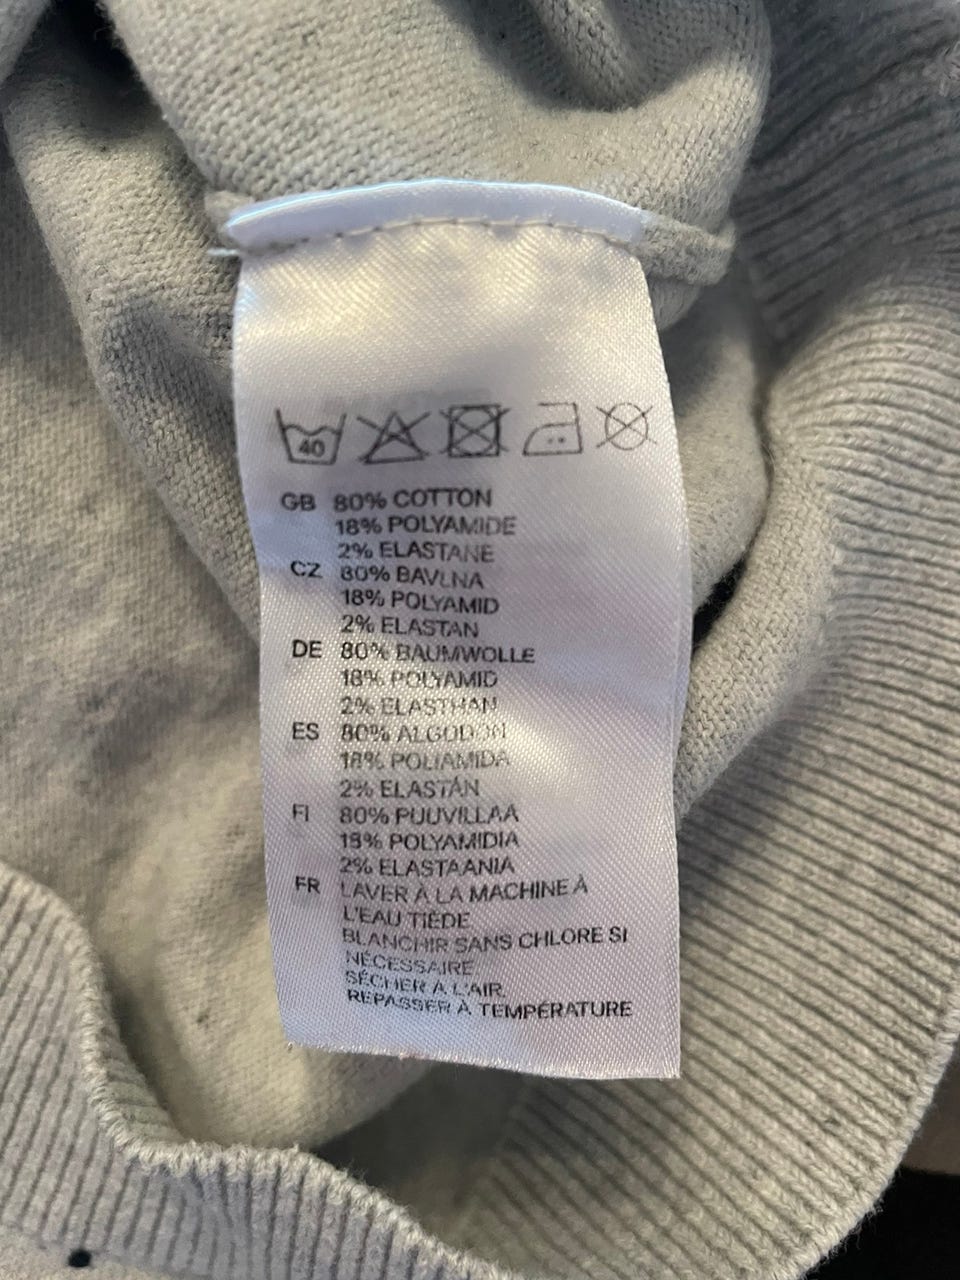 40
GB 80% COTTON
18% POLYAMIDE
2% ELASTANE
CZ 80% BAVLNA
18% POLYAMID
2% ELASTAN
DE 80% BAUMWOLLE
18% POLYAMID
2% ELASTHAN
ES 80% ALGODON
18% POLIAMIDA
2% ELASTÁN
FI 80% PUUVILLAA
18% POLYAMIDIA
2% ELASTAANIA
FR LAVER À LA MACHINE À
L'EAU TIÈDE
BLANCHIR SANS CHLORE SI
NÉCESSAIRE.
SÉCHER A L'AIR.
REPASSER À TEMPÉRATURE